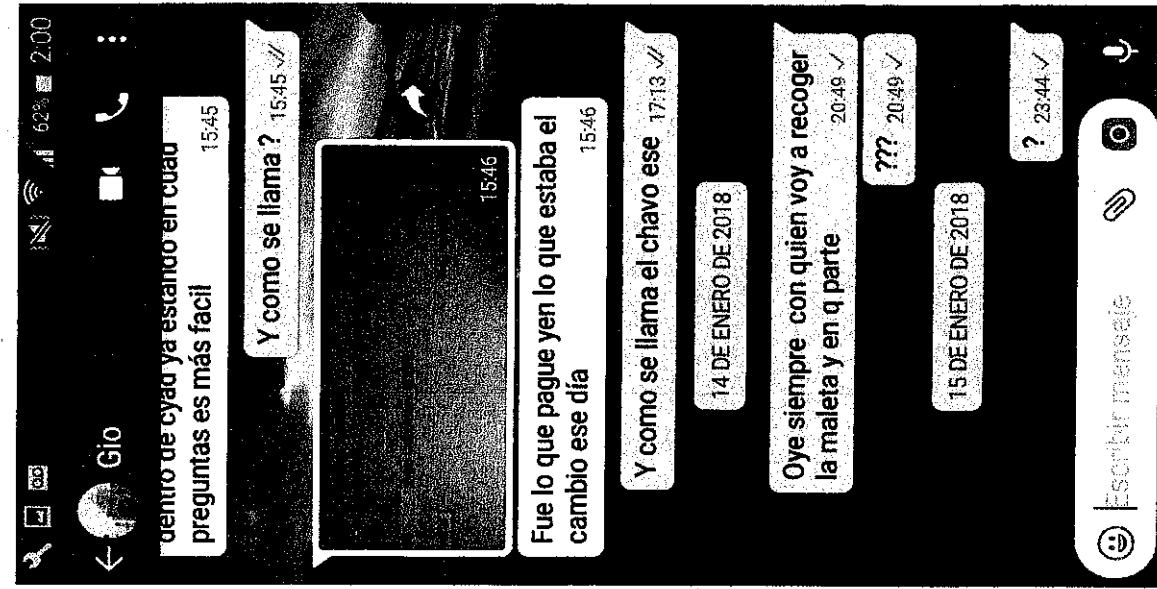 62% 2:00
Gio
dentro de cyad ya estando en cuad
preguntas es más facil
15:45
Y como se llama ? 15:45
15:46
Fue lo que pague yen lo que estaba el
cambio ese día
15:46
Y como se llama el chavo ese 17:13
14 DE ENERO DE 2018
Oye siempre con quien voy a recoger
la maleta y en q parte
20:49
??? 20:49
15 DE ENERO DE 2018
? 23:44
Escribir mensaje